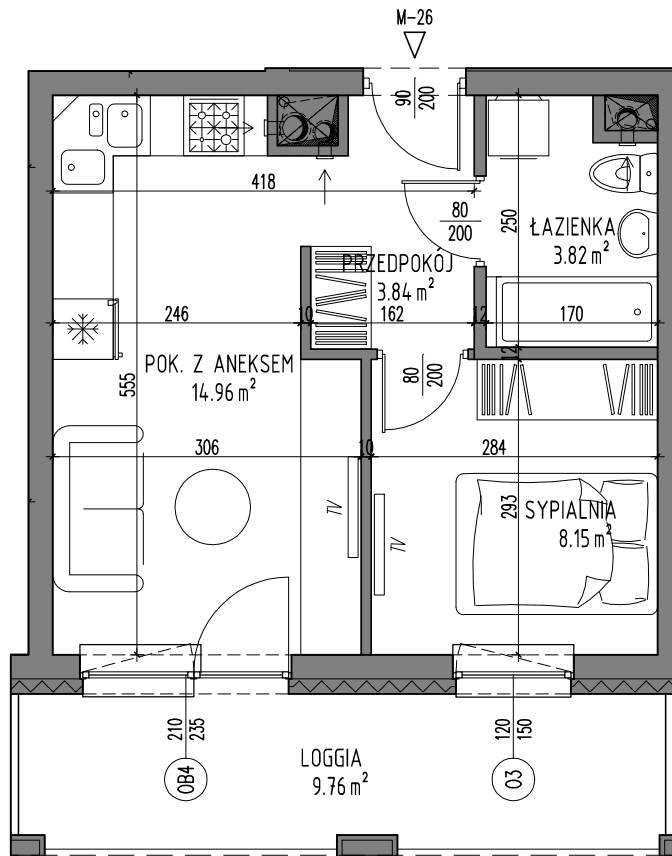 M-26
90
200
418
80
200
250
ŁAZIENKA
3.82 m²
PRZEDPOKÓJ
3.84 m²
246
10
162
12
170
POK. Z ANEKSEM
14.96 m²
555
80
200
12
306
10
284
TV
TV
293
SYPIALNIA
8.15 m²
210
235
OB4
120
150
O3
LOGGIA
9.76 m²